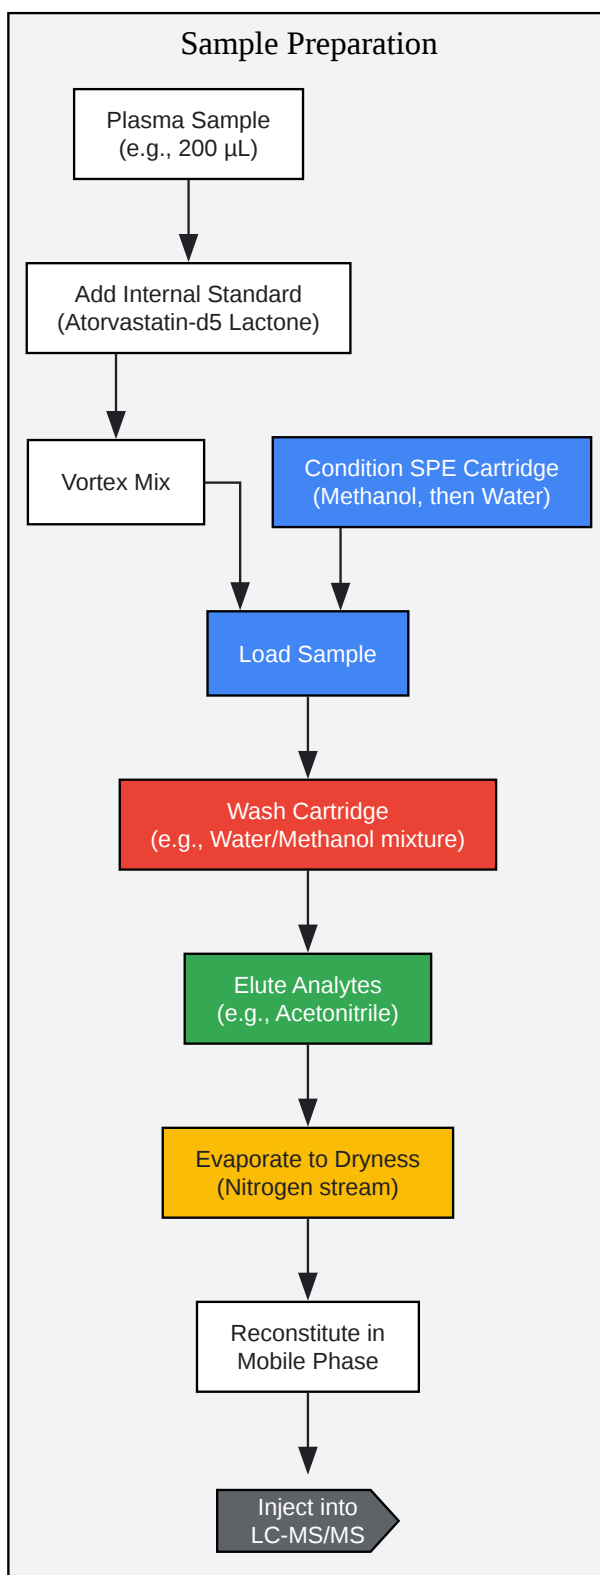 Sample Preparation
Plasma Sample
(e.g., 200 µL)
Add Internal Standard
(Atorvastatin-d5 Lactone)
Vortex Mix
Condition SPE Cartridge
(Methanol, then Water)
Load Sample
Wash Cartridge
(e.g., Water/Methanol mixture)
Elute Analytes
(e.g., Acetonitrile)
Evaporate to Dryness
(Nitrogen stream)
Reconstitute in
Mobile Phase
Inject into
LC-MS/MS